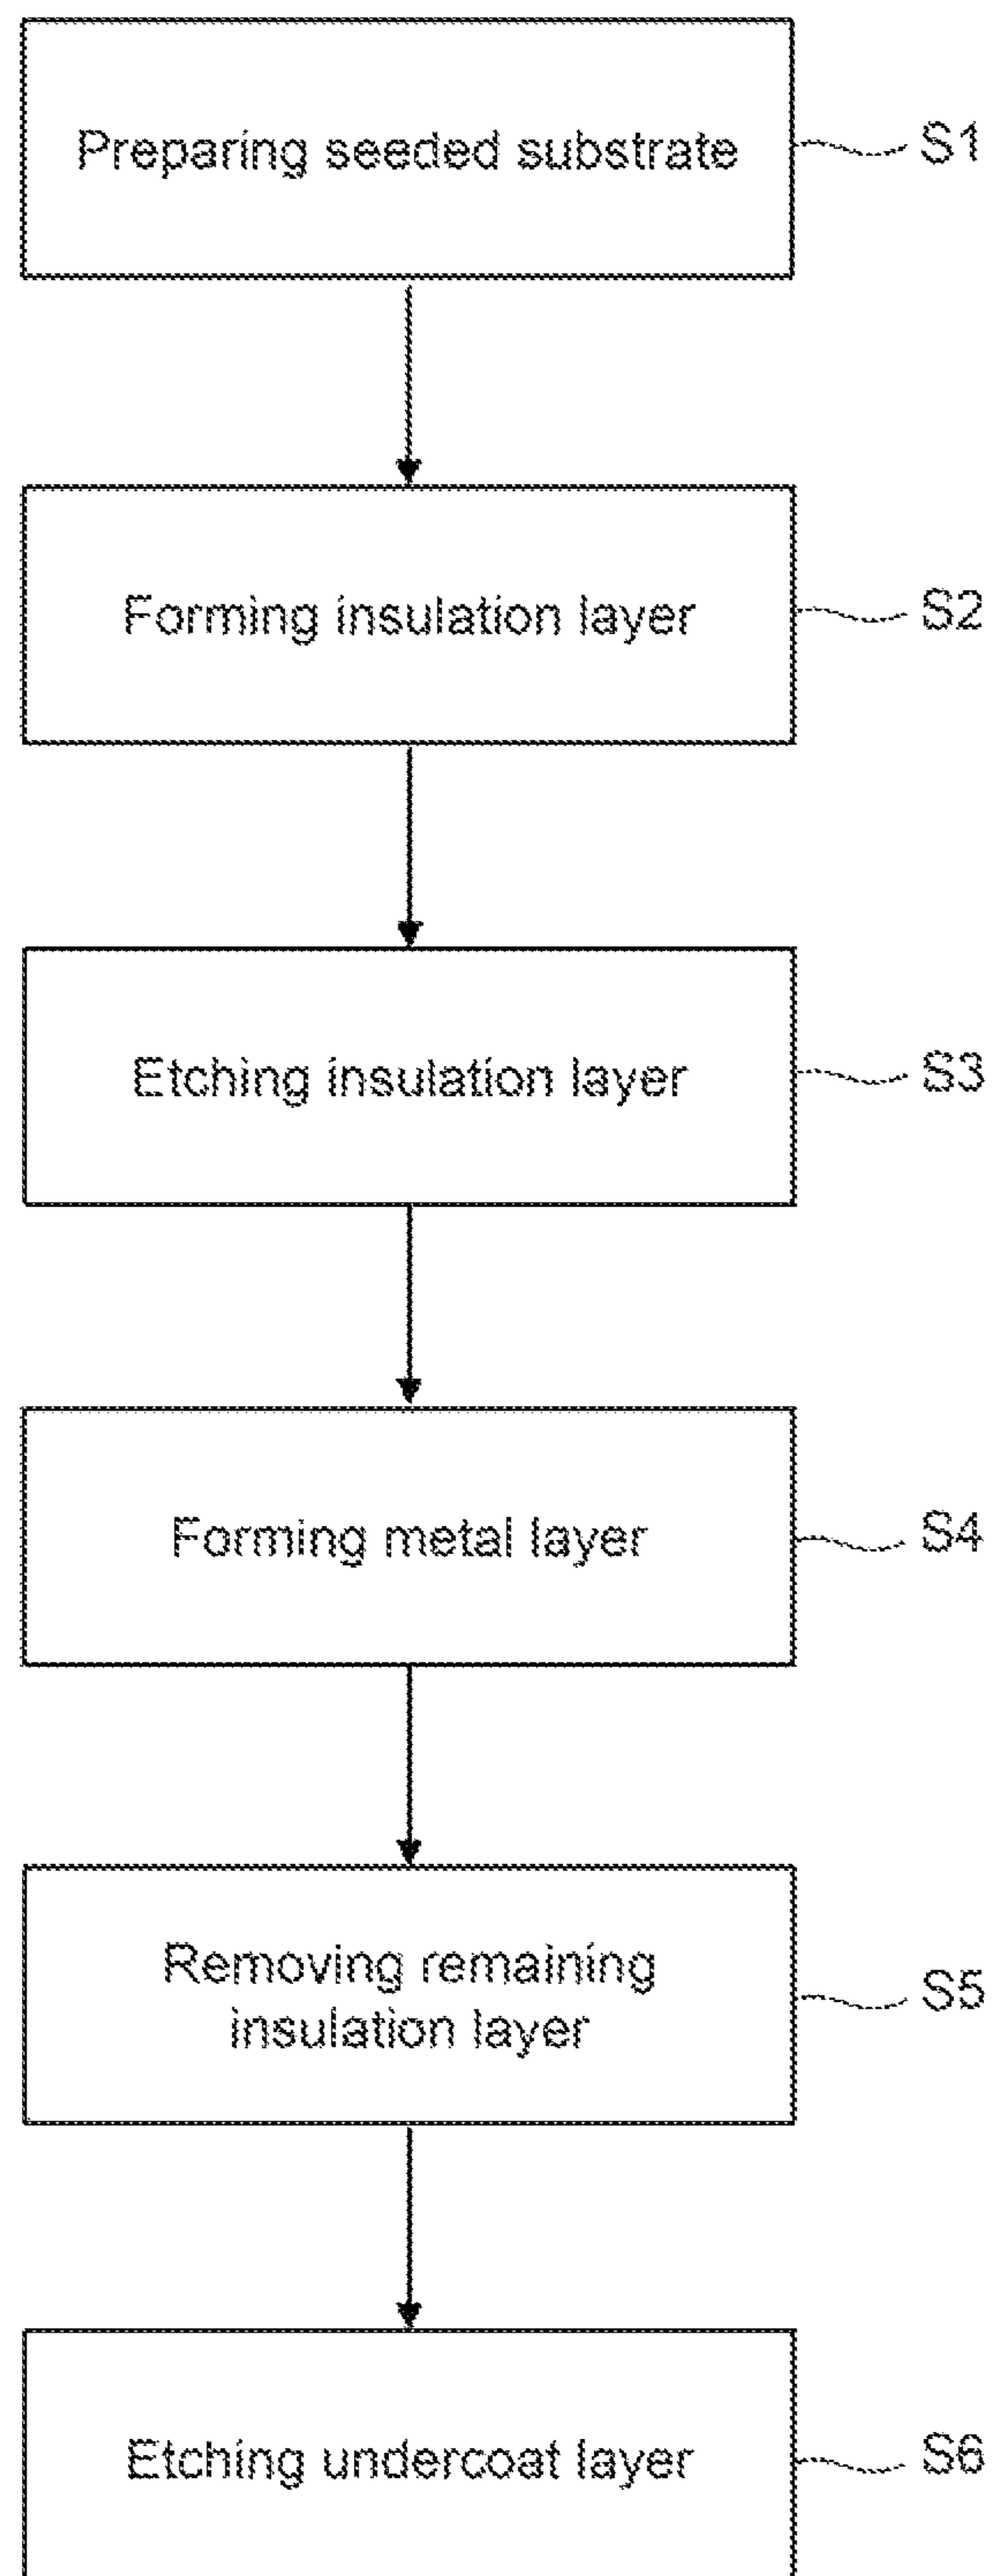 Preparing seeded substrate
S1
Forming insulation layer
S2
Etching insulation layer
S3
Forming metal layer
S4
Removing remaining
insulation layer
S5
Etching undercoat layer
S6